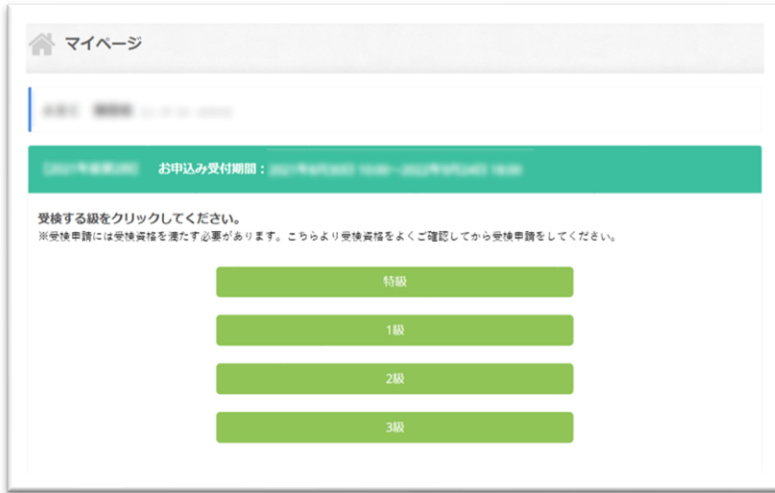 マイページ
お申込み受付期間：
受検する級をクリックしてください。
※受検申請には受検資格を満たす必要があります。こちらより受検資格をよくご確認してから受検申請をしてください。
特級
1級
2級
3級